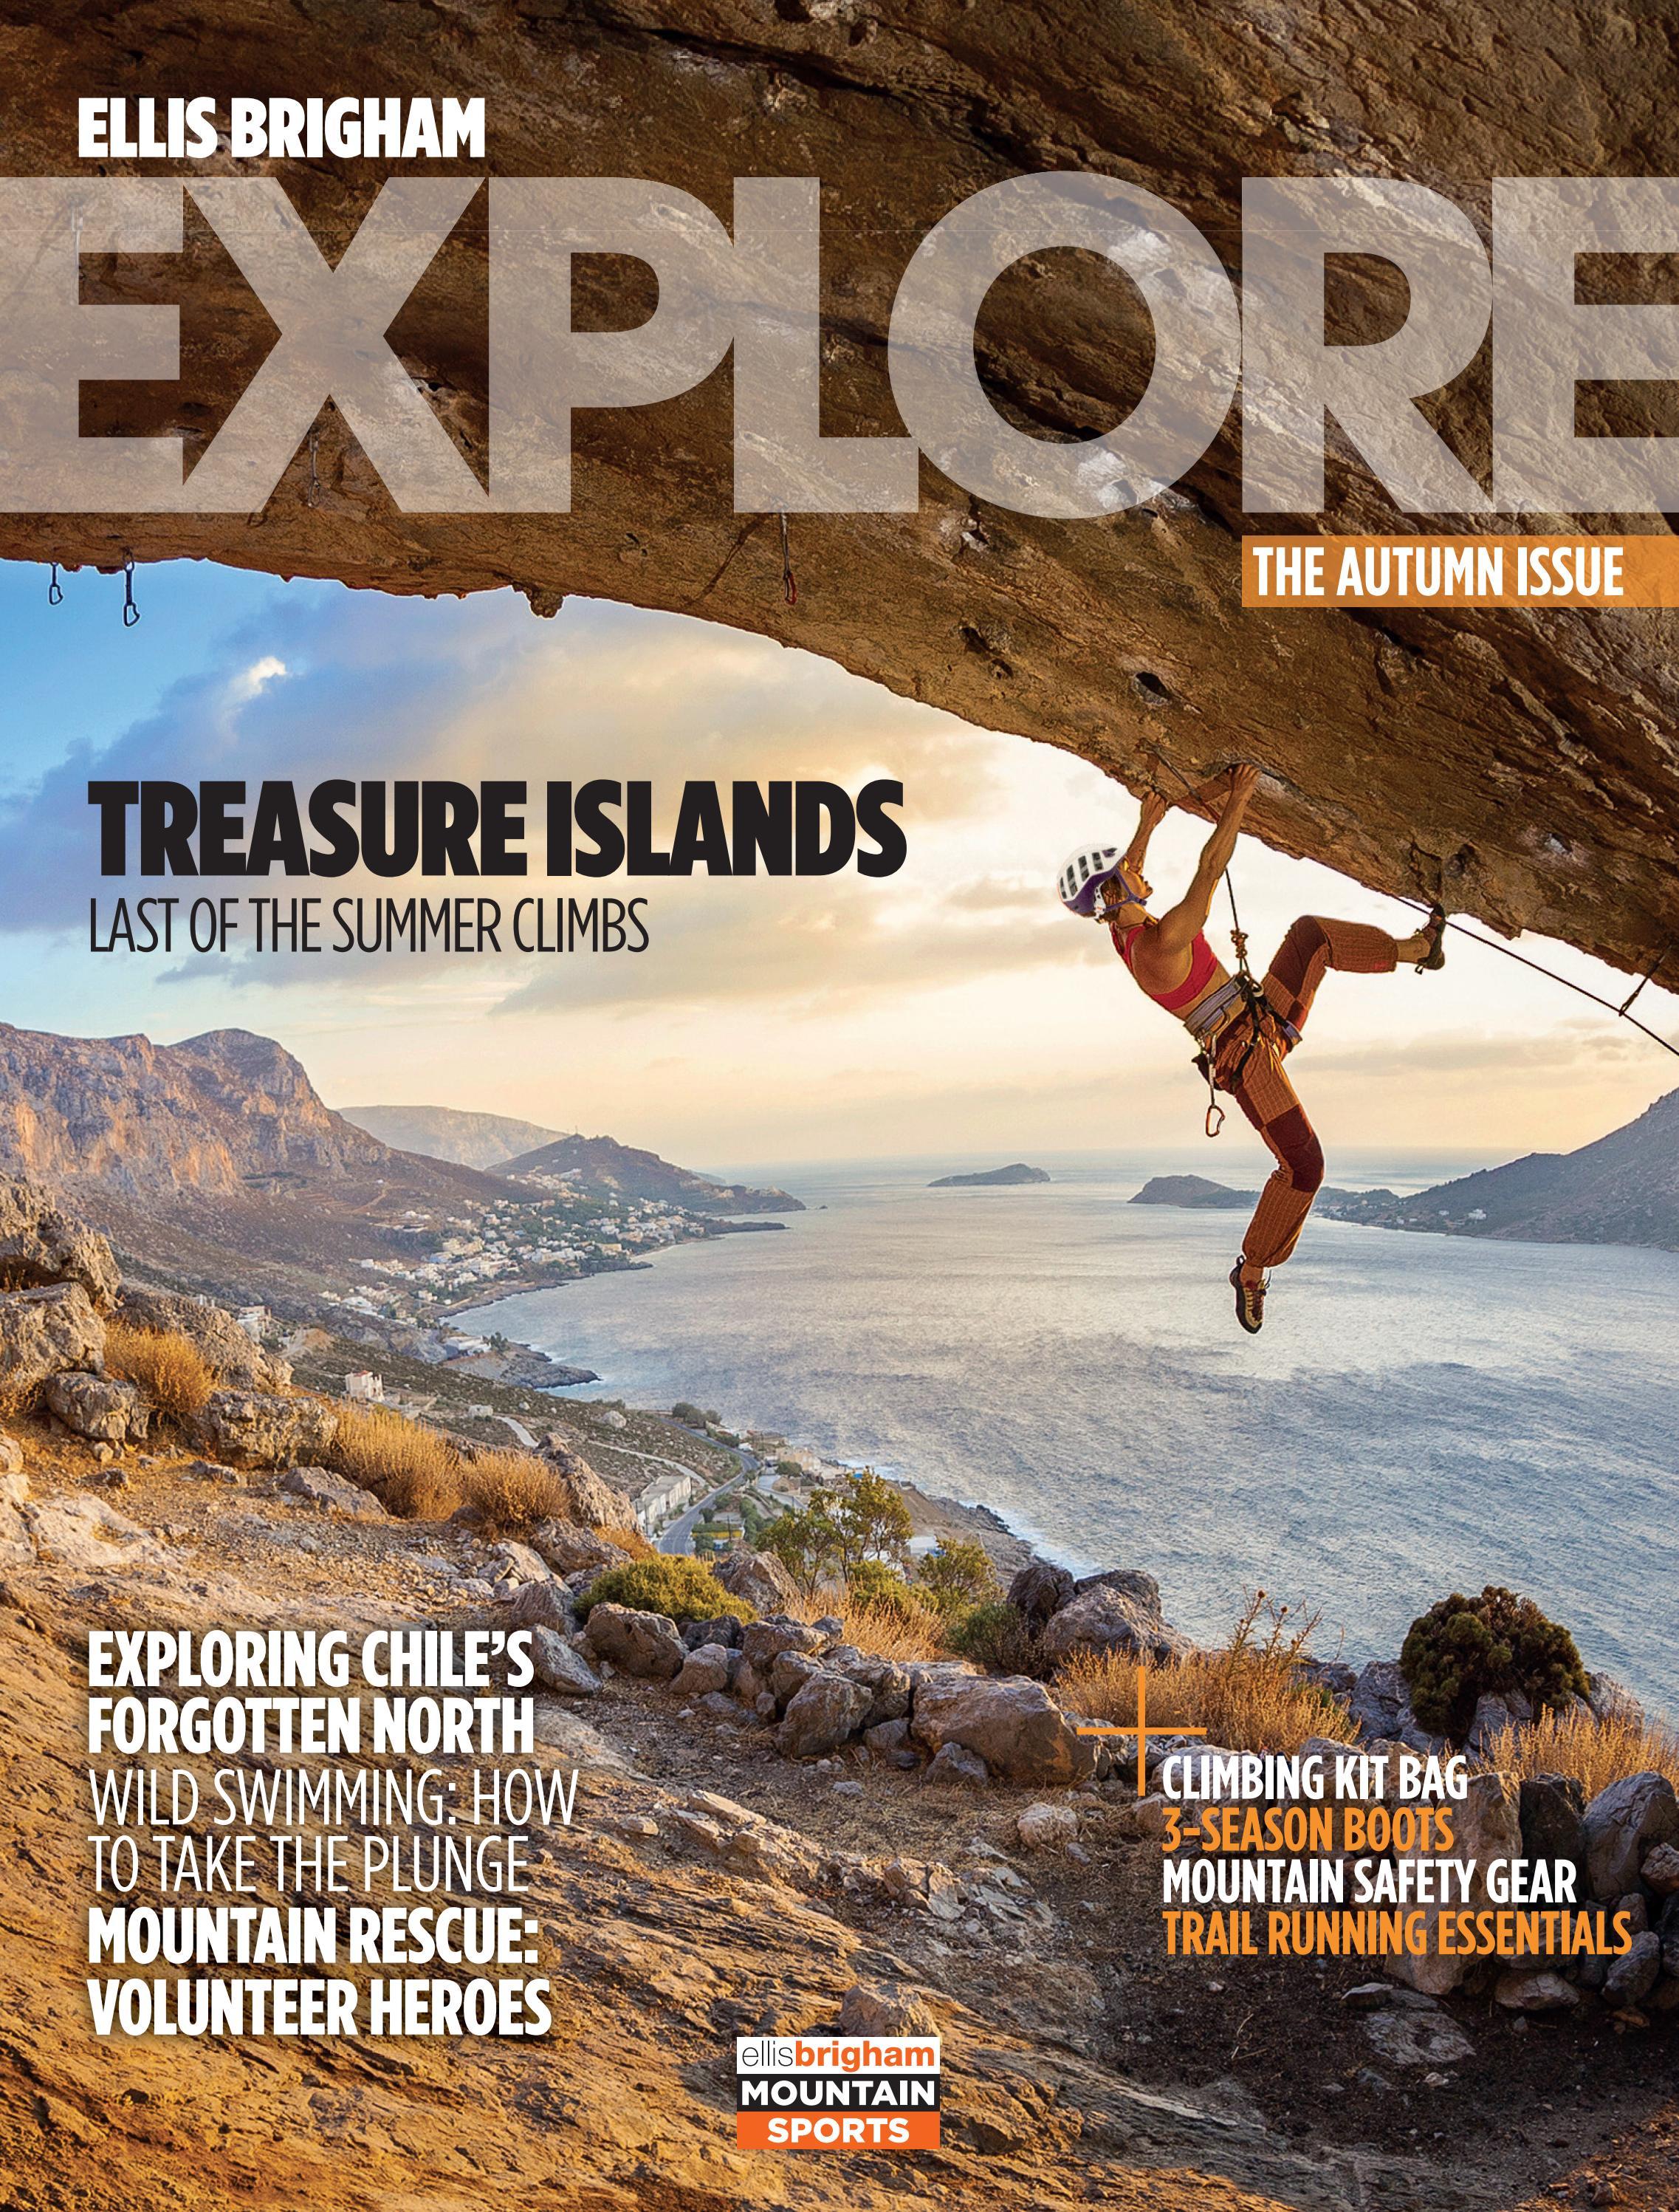 ELLIS BRIGHAM
EXPLORE
THE AUTUMN ISSUE
TREASURE ISLANDS
LAST OF THE SUMMER CLIMBS
EXPLORING CHILE'S
FORGOTTEN NORTH
WILD SWIMMING: HOW
TO TAKE THE PLUNGE
MOUNTAIN RESCUE:
VOLUNTEER HEROES
CLIMBING KIT BAG
3-SEASON BOOTS
MOUNTAIN SAFETY GEAR
TRAIL RUNNING ESSENTIALS
ellisbrigham
MOUNTAIN
SPORTS